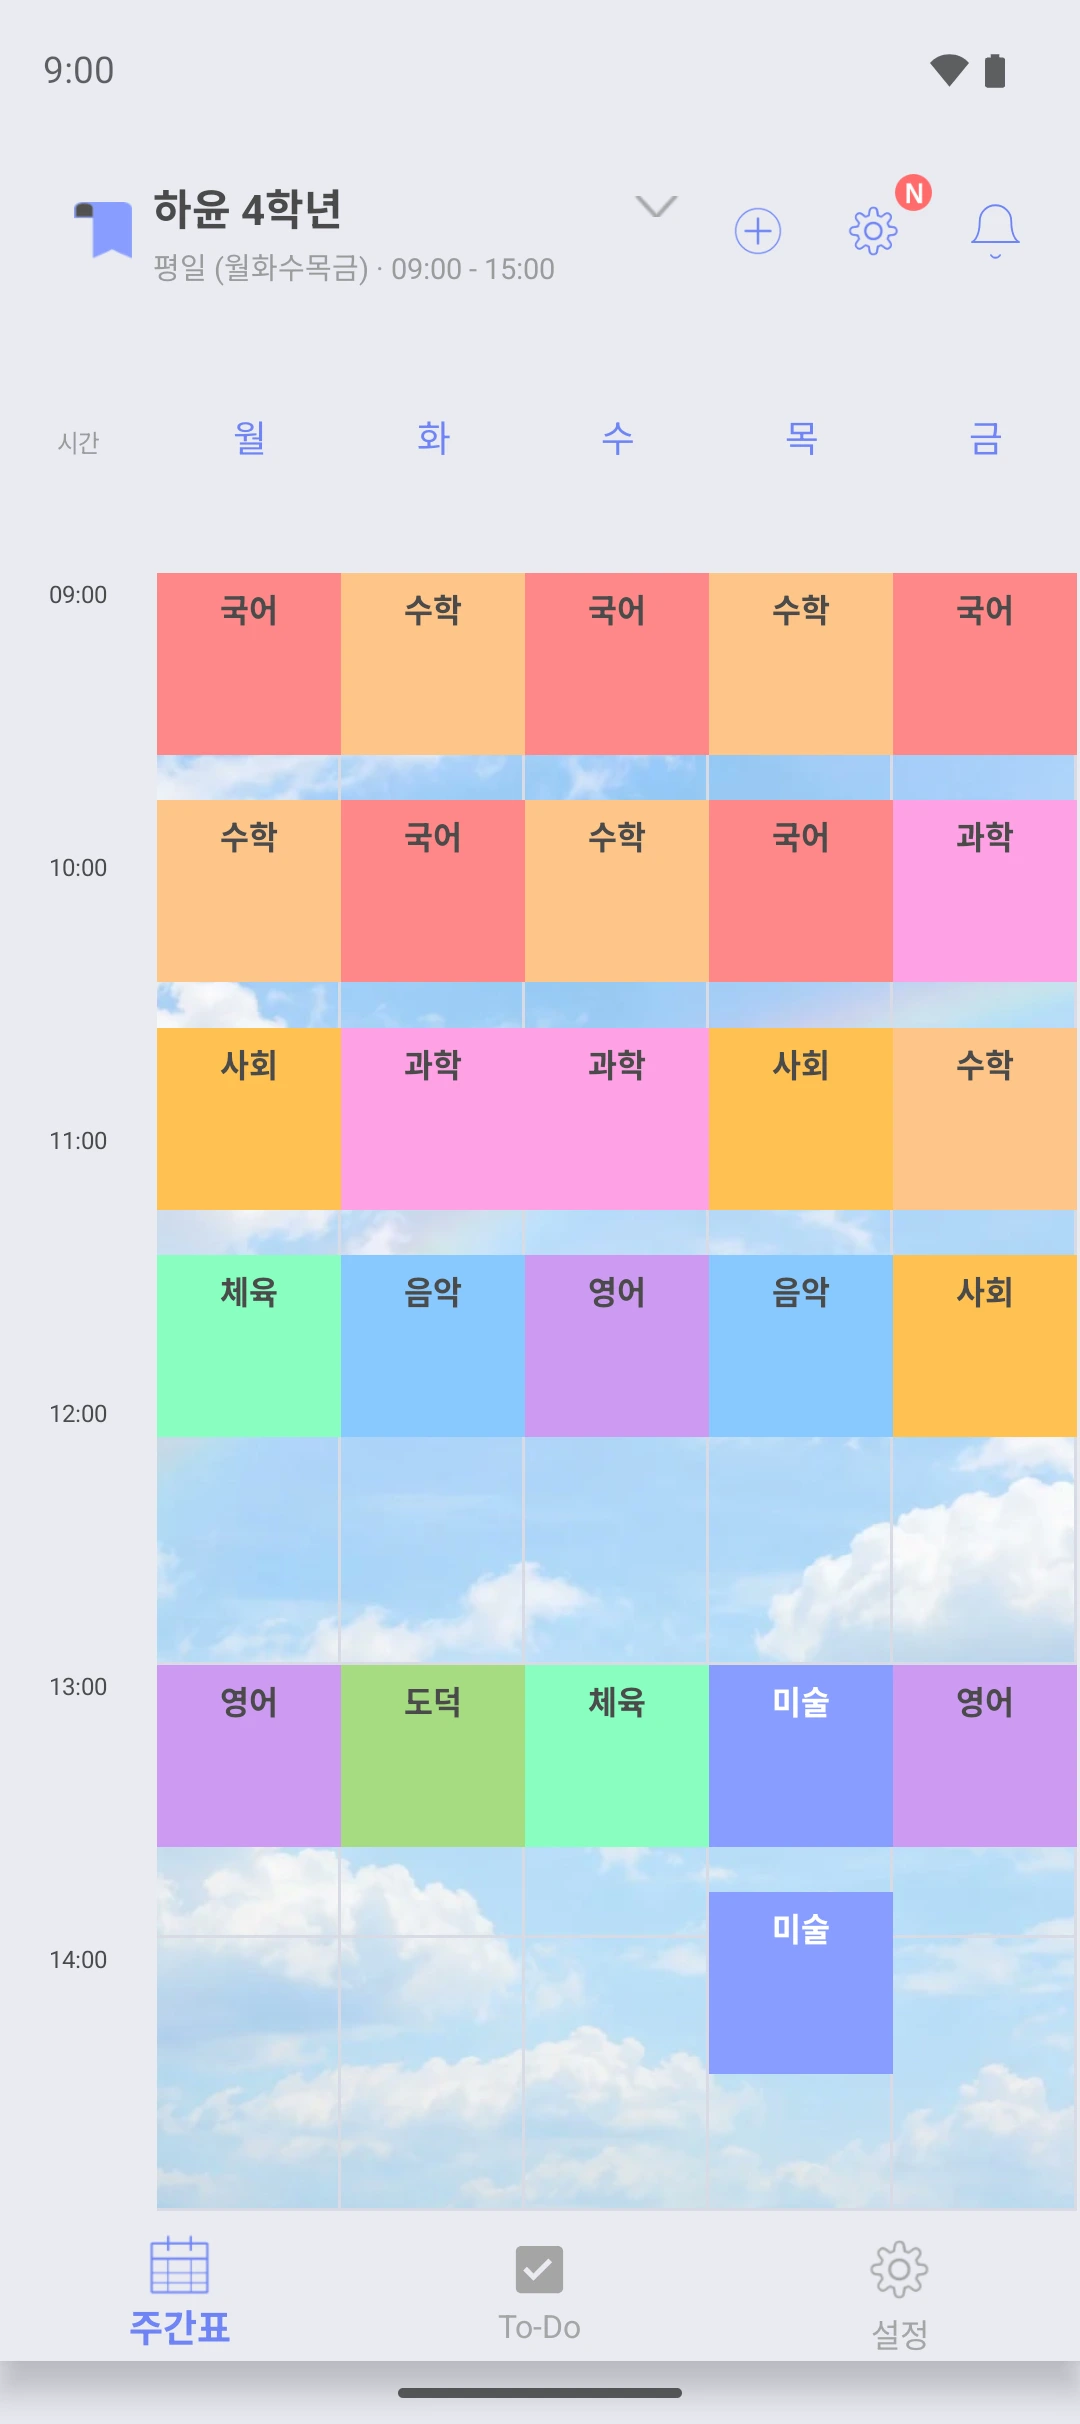 9:00
하윤 4학년
N
평일 (월화수목금) · 09:00 - 15:00
시간 월 화 수 목 금
09:00 국어 수학 국어 수학 국어
수학 국어 수학 국어 과학
10:00
사회 과학 과학 사회 수학
11:00
체육 음악 영어 음악 사회
12:00
13:00 영어 도덕 체육 미술 영어
미술
14:00
주간표 To-Do 설정